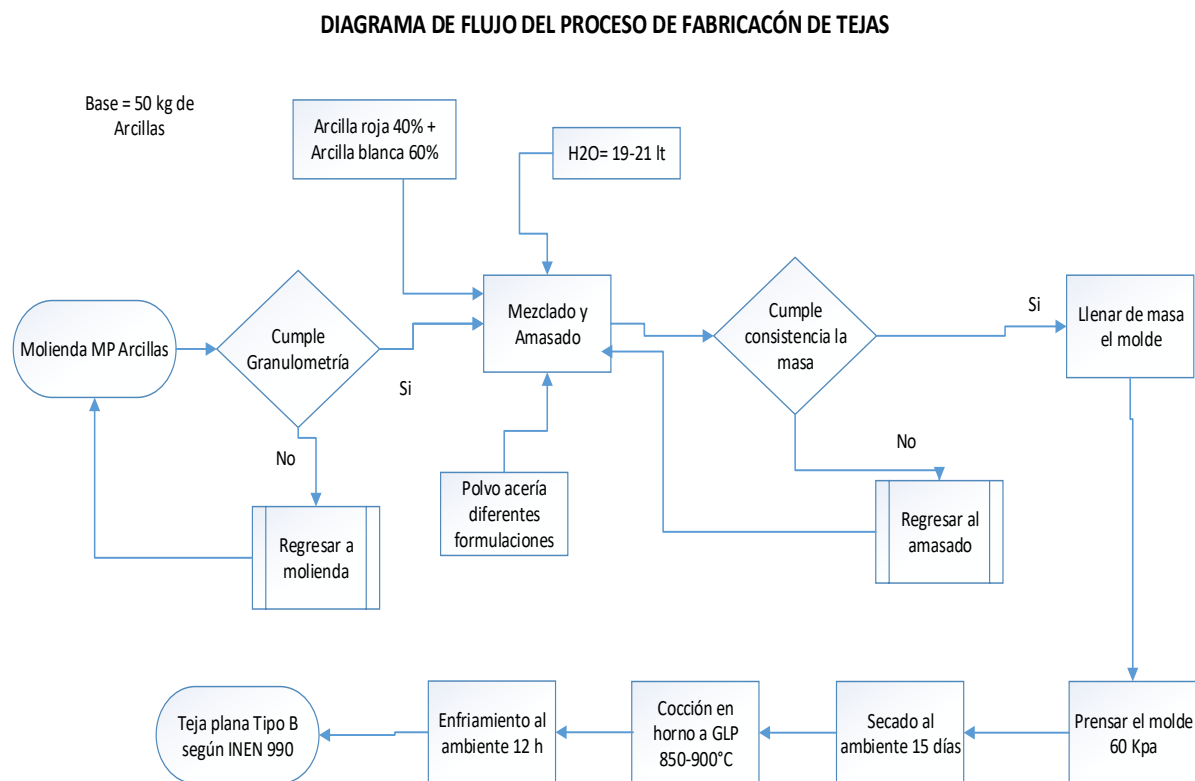 DIAGRAMA DE FLUJO DEL PROCESO DE FABRICACÓN DE TEJAS
Base = 50 kg de
Arcillas
Arcilla roja 40% +
Arcilla blanca 60%
H2O= 19-21 lt
Molienda MP Arcillas
Cumple
Granulometría
Si
No
Regresar a
molienda
Mezclado y
Amasado
Polvo acería
diferentes
formulaciones
Cumple
consistencia la
masa
Si
No
Regresar al
amasado
Llenar de masa
el molde
Prensar el molde
60 Kpa
Secado al
ambiente 15 días
Cocción en
horno a GLP
850-900°C
Enfriamiento al
ambiente 12 h
Teja plana Tipo B
según INEN 990